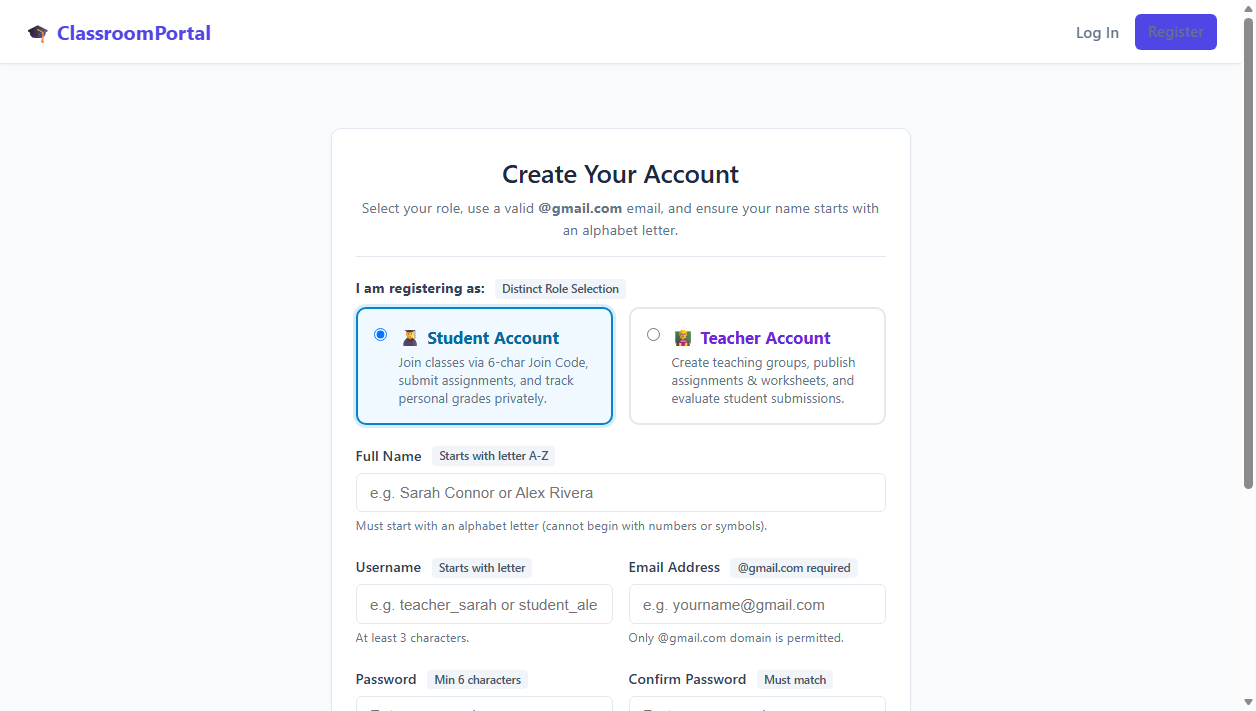 ClassroomPortal
Log In
Register
Create Your Account
Select your role, use a valid @gmail.com email, and ensure your name starts with
an alphabet letter.
I am registering as: Distinct Role Selection
Student Account
Join classes via 6-char Join Code,
submit assignments, and track
personal grades privately.
Teacher Account
Create teaching groups, publish
assignments & worksheets, and
evaluate student submissions.
Full Name Starts with letter A-Z
e.g. Sarah Connor or Alex Rivera
Must start with an alphabet letter (cannot begin with numbers or symbols).
Username Starts with letter
e.g. teacher_sarah or student_ale
At least 3 characters.
Email Address @gmail.com required
e.g. yourname@gmail.com
Only @gmail.com domain is permitted.
Password Min 6 characters
Confirm Password Must match